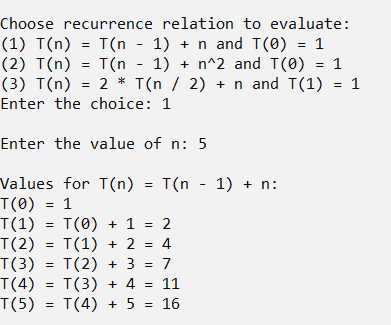 Choose recurrence relation to evaluate:
(1) T(n) = T(n - 1) + n and T(0) = 1
(2) T(n) = T(n - 1) + n^2 and T(0) = 1
(3) T(n) = 2 * T(n / 2) + n and T(1) = 1
Enter the choice: 1
Enter the value of n: 5
Values for T(n) = T(n - 1) + n:
T(0) = 1
T(1) = T(0) + 1 = 2
T(2) = T(1) + 2 = 4
T(3) = T(2) + 3 = 7
T(4) = T(3) + 4 = 11
T(5) = T(4) + 5 = 16